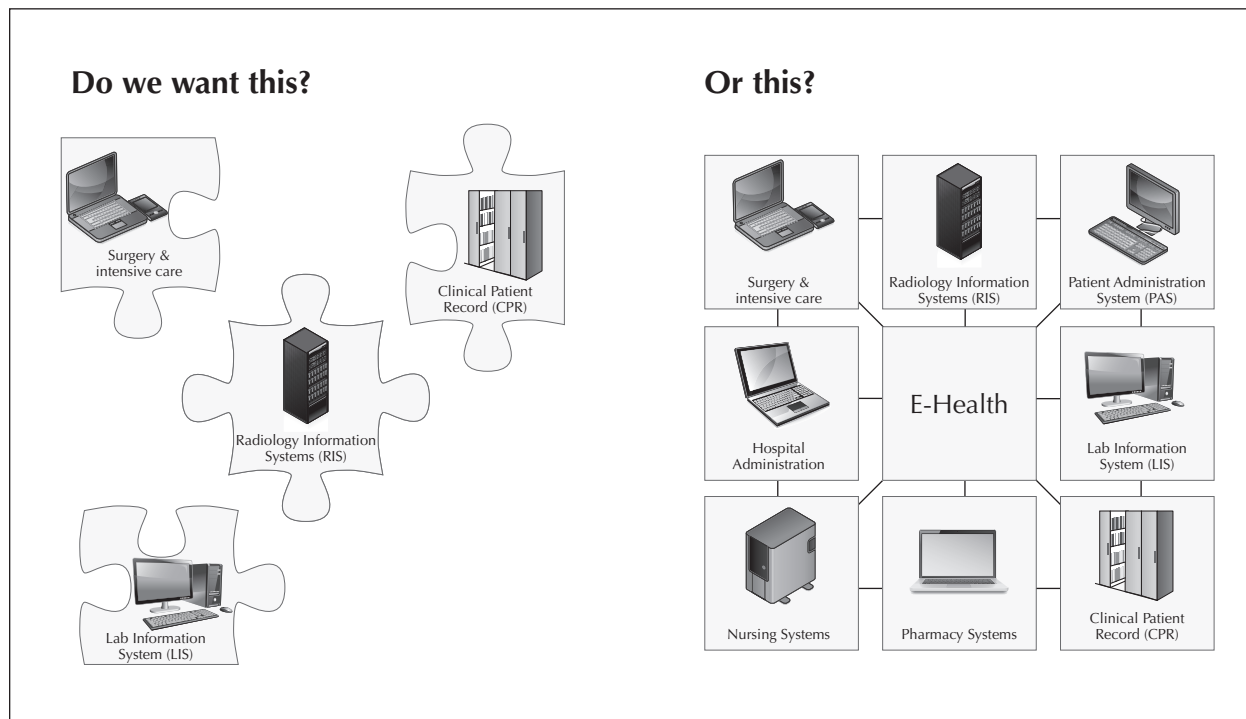 Do we want this?
Surgery &
intensive care
Clinical Patient
Record (CPR)
Radiology Information
Systems (RIS)
Lab Information
System (LIS)
Or this?
Surgery &
intensive care
Radiology Information
Systems (RIS)
Patient Administration
System (PAS)
Hospital
Administration
E-Health
Lab Information
System (LIS)
Nursing Systems
Pharmacy Systems
Clinical Patient
Record (CPR)